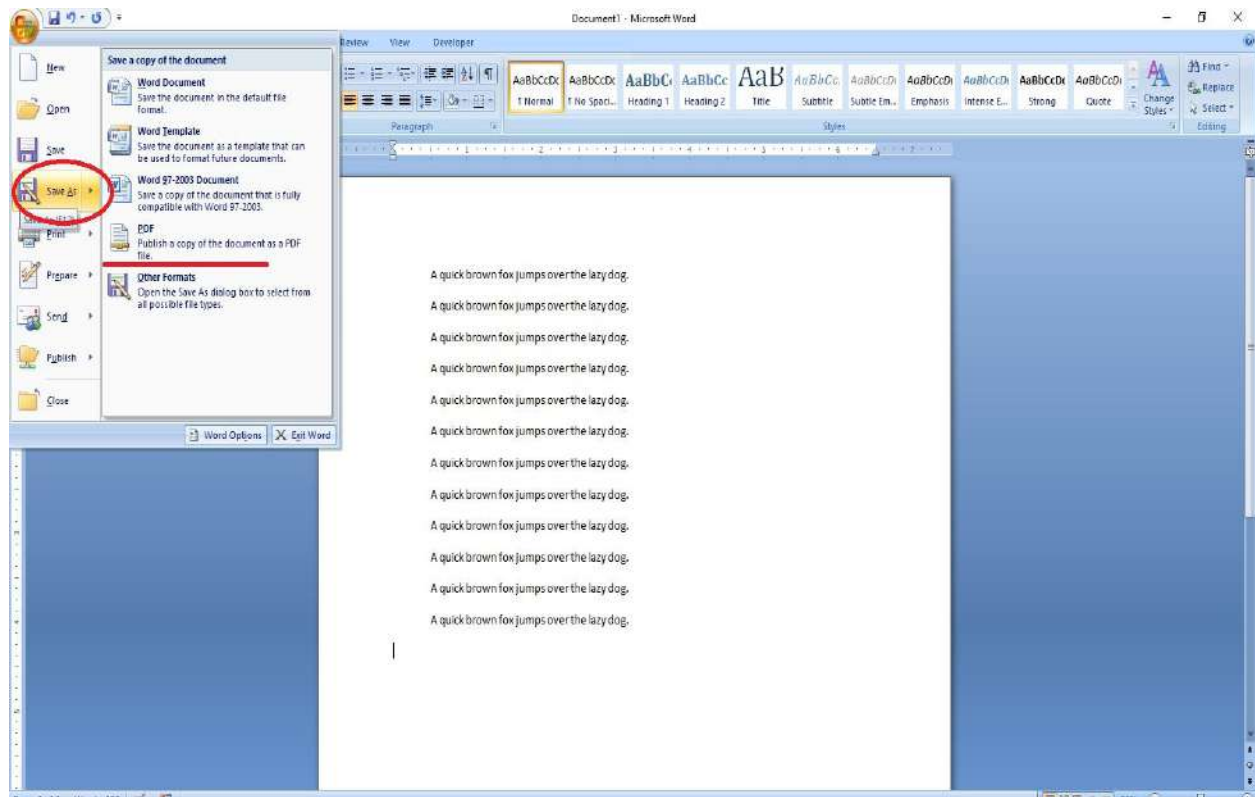 Document1 - Microsoft Word
Review View Developer
New
Open
Save
Save As
Print
Prepare
Send
Publish
Close
Save a copy of the document
Word Document
Save the document in the default file
format.
Word Template
Save the document as a template that can
be used to format future documents.
Word 97-2003 Document
Save a copy of the document that is fully
compatible with Word 97-2003.
PDF
Publish a copy of the document as a PDF
file.
Other Formats
Open the Save As dialog box to select from
all possible file types.
Word Options Exit Word
Paragraph
AaBbCcDc AaBbCcDc AaBbCc AaBbCc AaB AaBbCc. AaBbCcDi AaBbCcDi AaBbCcDi AaBbCcDc AaBbCcDi
¶ Normal ¶ No Spaci... Heading 1 Heading 2 Title Subtitle Subtle Em... Emphasis Intense E... Strong Quote
Change
Styles
Styles
Find
Replace
Select
Editing
A quick brown fox jumps over the lazy dog.
A quick brown fox jumps over the lazy dog.
A quick brown fox jumps over the lazy dog.
A quick brown fox jumps over the lazy dog.
A quick brown fox jumps over the lazy dog.
A quick brown fox jumps over the lazy dog.
A quick brown fox jumps over the lazy dog.
A quick brown fox jumps over the lazy dog.
A quick brown fox jumps over the lazy dog.
A quick brown fox jumps over the lazy dog.
A quick brown fox jumps over the lazy dog.
A quick brown fox jumps over the lazy dog.